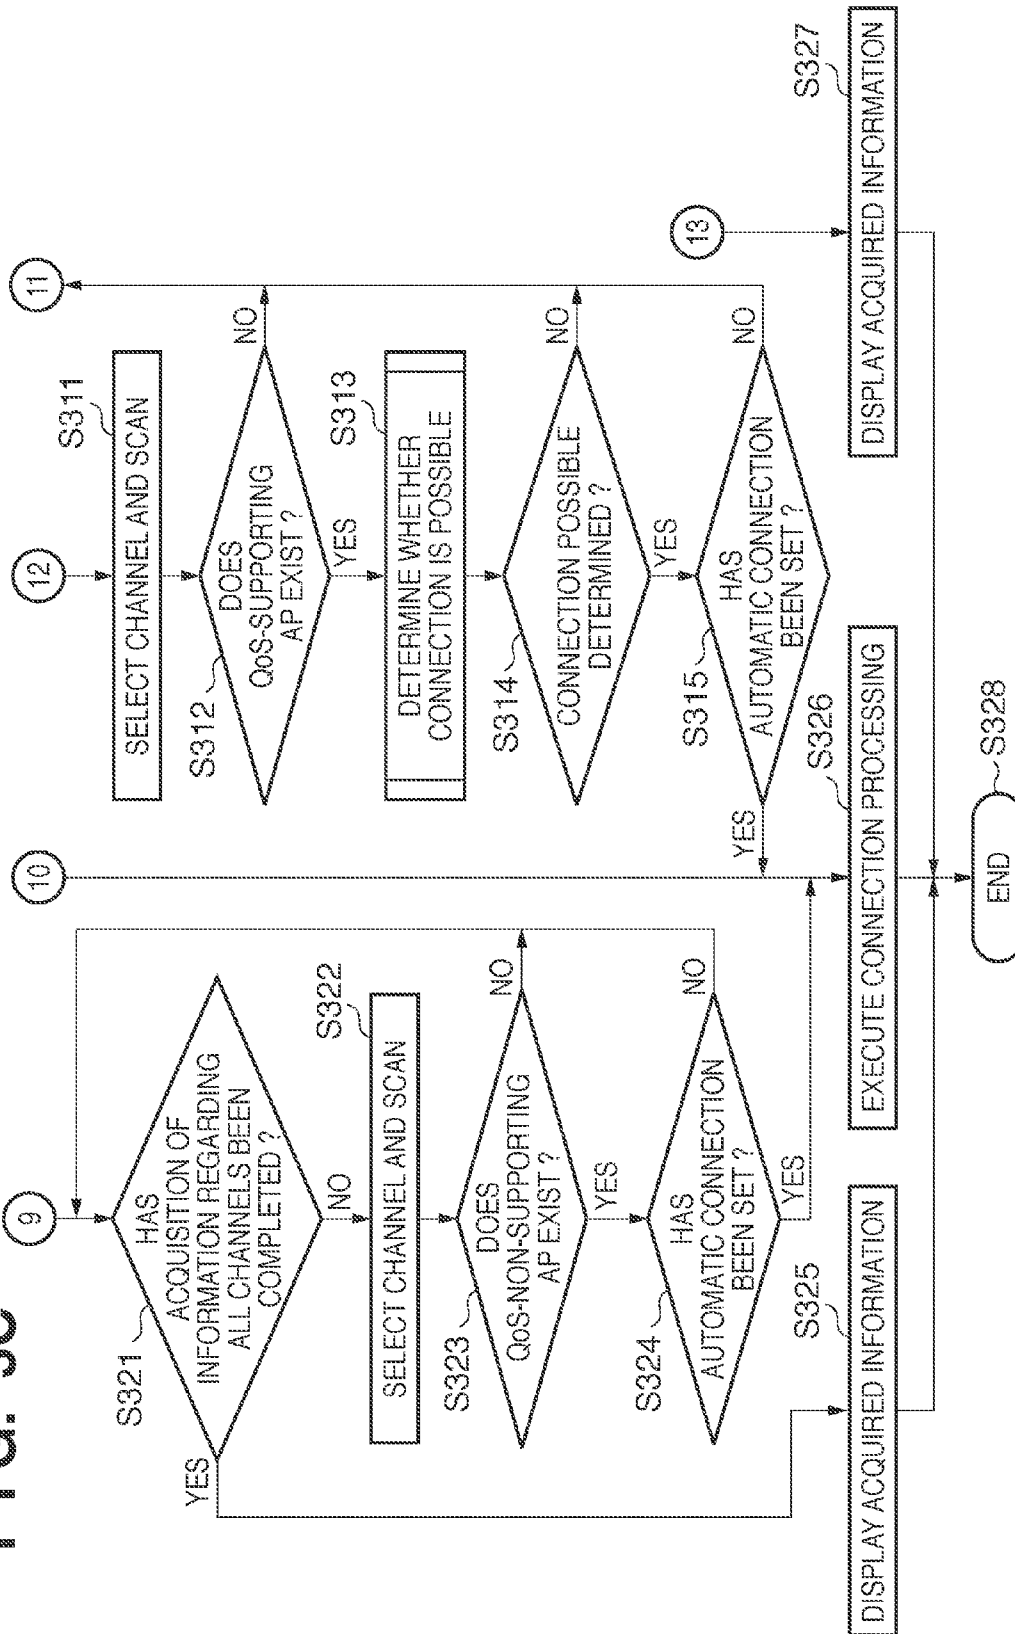 9
HAS
ACQUISITION OF
INFORMATION REGARDING
ALL CHANNELS BEEN
COMPLETED ?
S321
YES
NO
SELECT CHANNEL AND SCAN
S322
DOES
QoS-NON-SUPPORTING
AP EXIST ?
S323
NO
YES
HAS
AUTOMATIC CONNECTION
BEEN SET ?
S324
NO
YES
DISPLAY ACQUIRED INFORMATION
S325
10
12
11
SELECT CHANNEL AND SCAN
S311
DOES
QoS-SUPPORTING
AP EXIST ?
S312
NO
YES
DETERMINE WHETHER
CONNECTION IS POSSIBLE
S313
CONNECTION POSSIBLE
DETERMINED ?
S314
NO
YES
HAS
AUTOMATIC CONNECTION
BEEN SET ?
S315
NO
YES
EXECUTE CONNECTION PROCESSING
S326
13
DISPLAY ACQUIRED INFORMATION
S327
END
S328